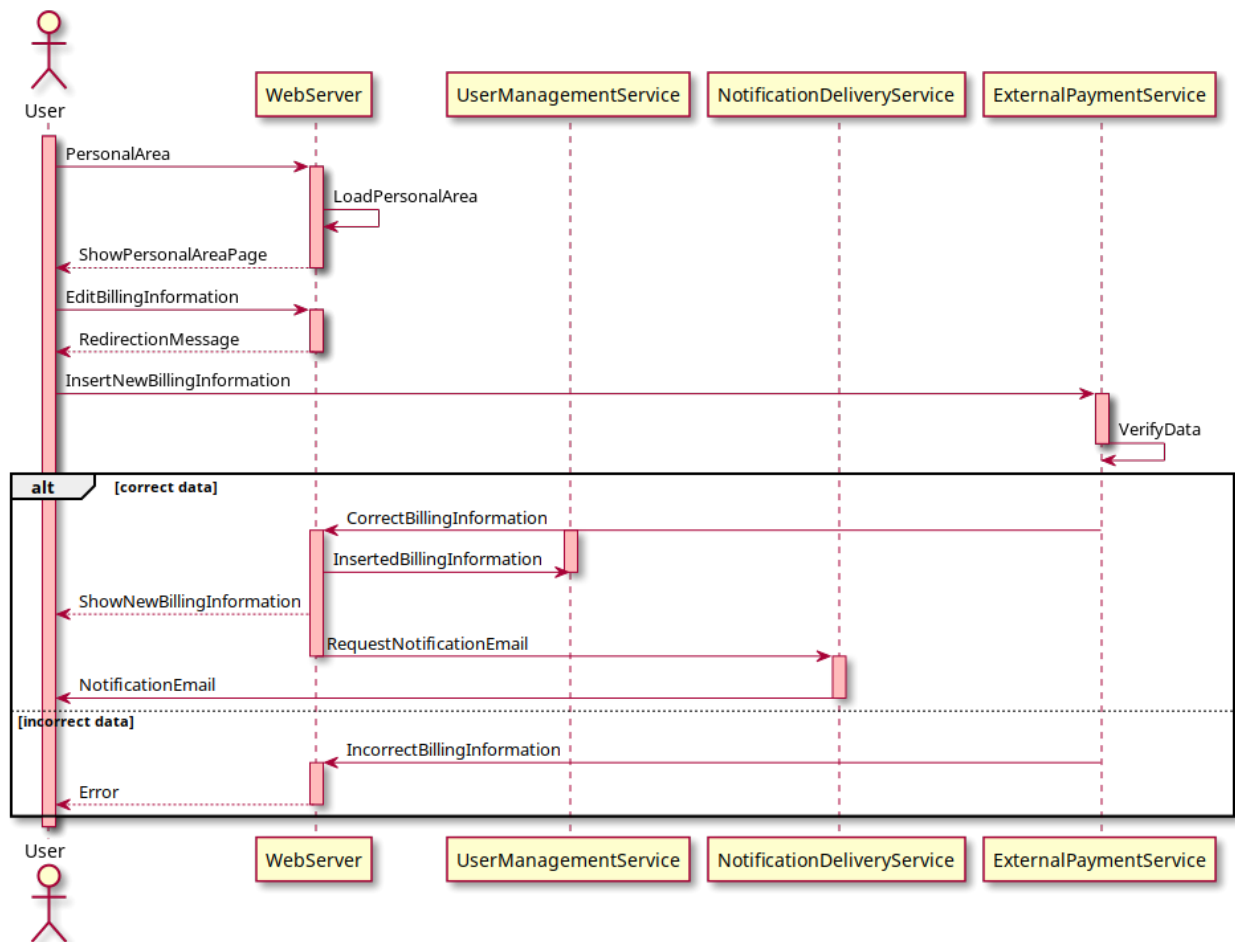 User
WebServer
UserManagementService
NotificationDeliveryService
ExternalPaymentService
PersonalArea
LoadPersonalArea
ShowPersonalAreaPage
EditBillingInformation
RedirectionMessage
InsertNewBillingInformation
VerifyData
alt
[correct data]
CorrectBillingInformation
InsertedBillingInformation
ShowNewBillingInformation
RequestNotificationEmail
NotificationEmail
[incorrect data]
IncorrectBillingInformation
Error
User
WebServer
UserManagementService
NotificationDeliveryService
ExternalPaymentService